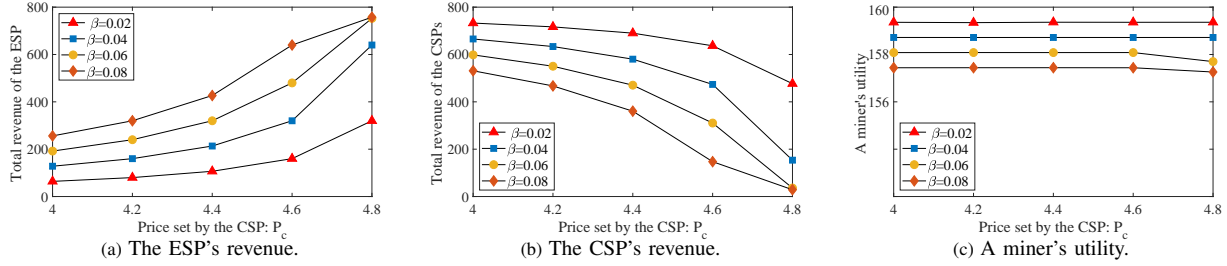 800
600
400
200
0
Total revenue of the ESP
β=0.02
β=0.04
β=0.06
β=0.08
4
4.2
4.4
4.6
4.8
Price set by the CSP: P_c
(a) The ESP's revenue.
800
600
400
200
0
Total revenue of the CSPs
β=0.02
β=0.04
β=0.06
β=0.08
4
4.2
4.4
4.6
4.8
Price set by the CSP: P_c
(b) The CSP's revenue.
160
158
156
A miner's utility
β=0.02
β=0.04
β=0.06
β=0.08
4
4.2
4.4
4.6
4.8
Price set by the CSP: P_c
(c) A miner's utility.